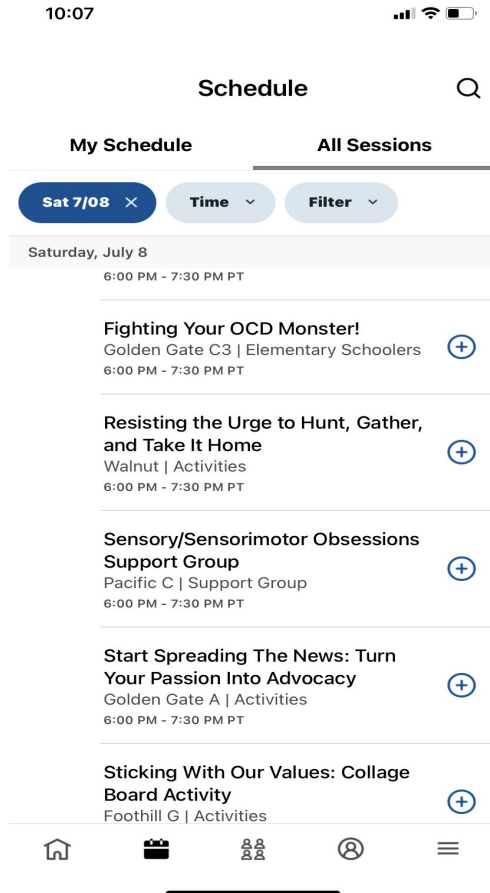 10:07
Schedule
My Schedule
All Sessions
Sat 7/08
Time
Filter
Saturday, July 8
6:00 PM - 7:30 PM PT
Fighting Your OCD Monster!
Golden Gate C3 | Elementary Schoolers
6:00 PM - 7:30 PM PT
Resisting the Urge to Hunt, Gather,
and Take It Home
Walnut | Activities
6:00 PM - 7:30 PM PT
Sensory/Sensorimotor Obsessions
Support Group
Pacific C | Support Group
6:00 PM - 7:30 PM PT
Start Spreading The News: Turn
Your Passion Into Advocacy
Golden Gate A | Activities
6:00 PM - 7:30 PM PT
Sticking With Our Values: Collage
Board Activity
Foothill G | Activities